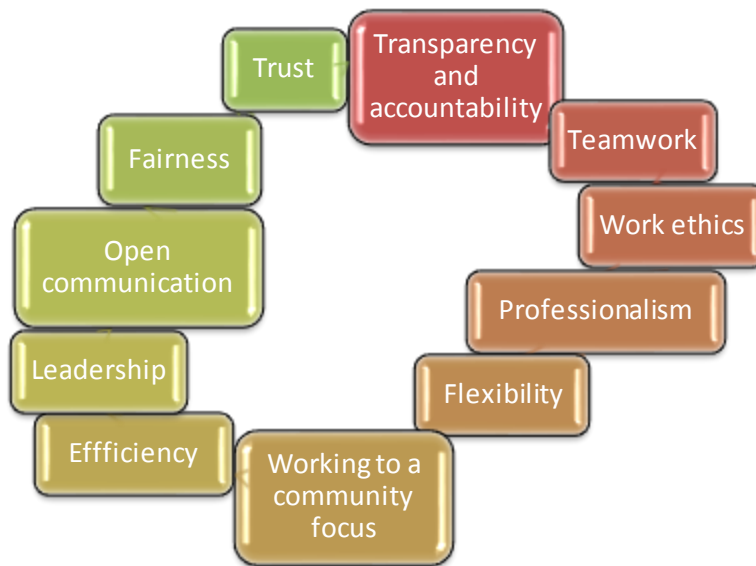 Transparency
and
accountability
Teamwork
Work ethics
Professionalism
Flexibility
Working to a
community
focus
Effficiency
Leadership
Open
communication
Fairness
Trust